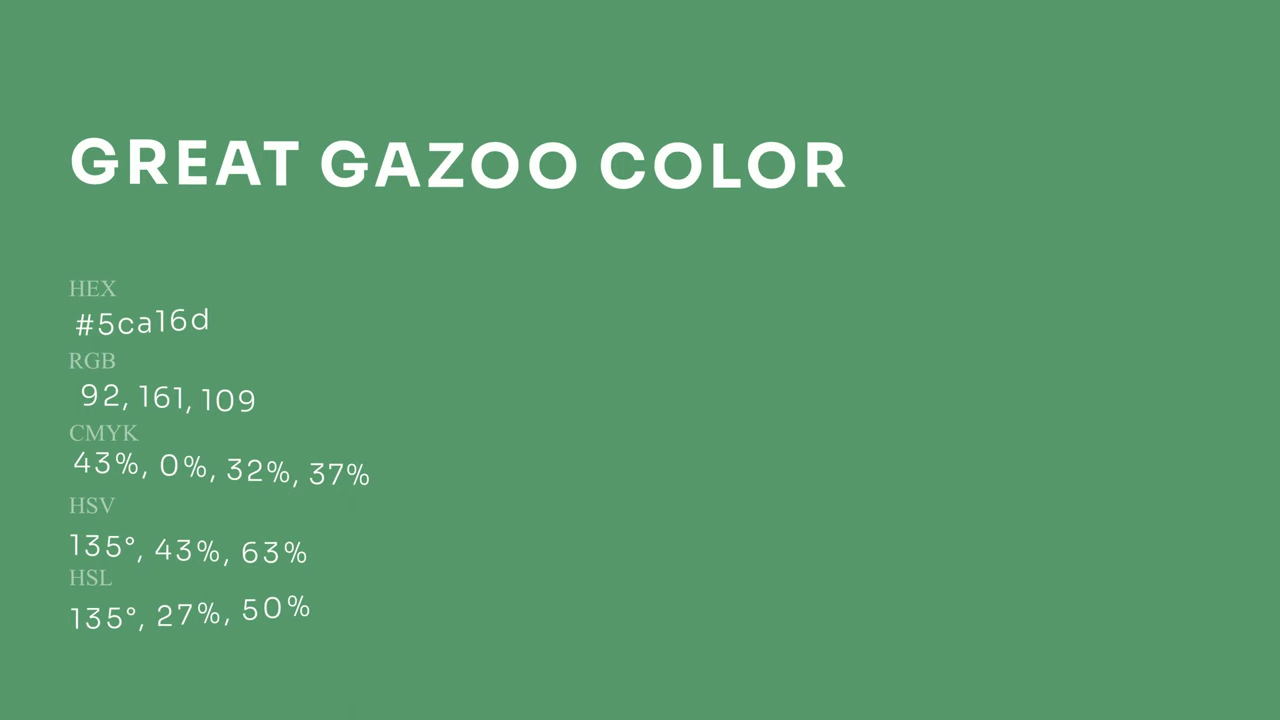 GREAT GAZOO COLOR
HEX
#5ca16d
RGB
92, 161, 109
CMYK
43%, 0%, 32%, 37%
HSV
135°, 43%, 63%
HSL
135°, 27%, 50%